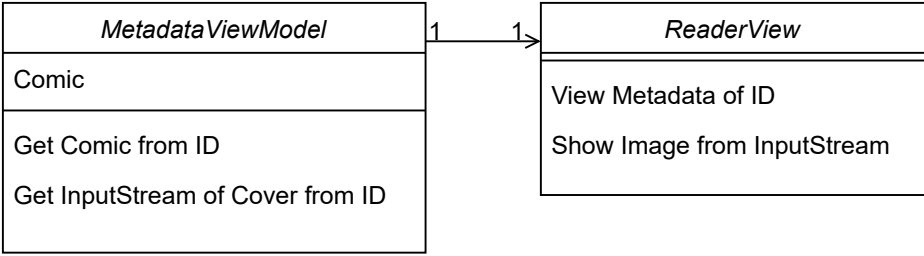 MetadataViewModel
Comic
Get Comic from ID
Get InputStream of Cover from ID
1 1
ReaderView
View Metadata of ID
Show Image from InputStream